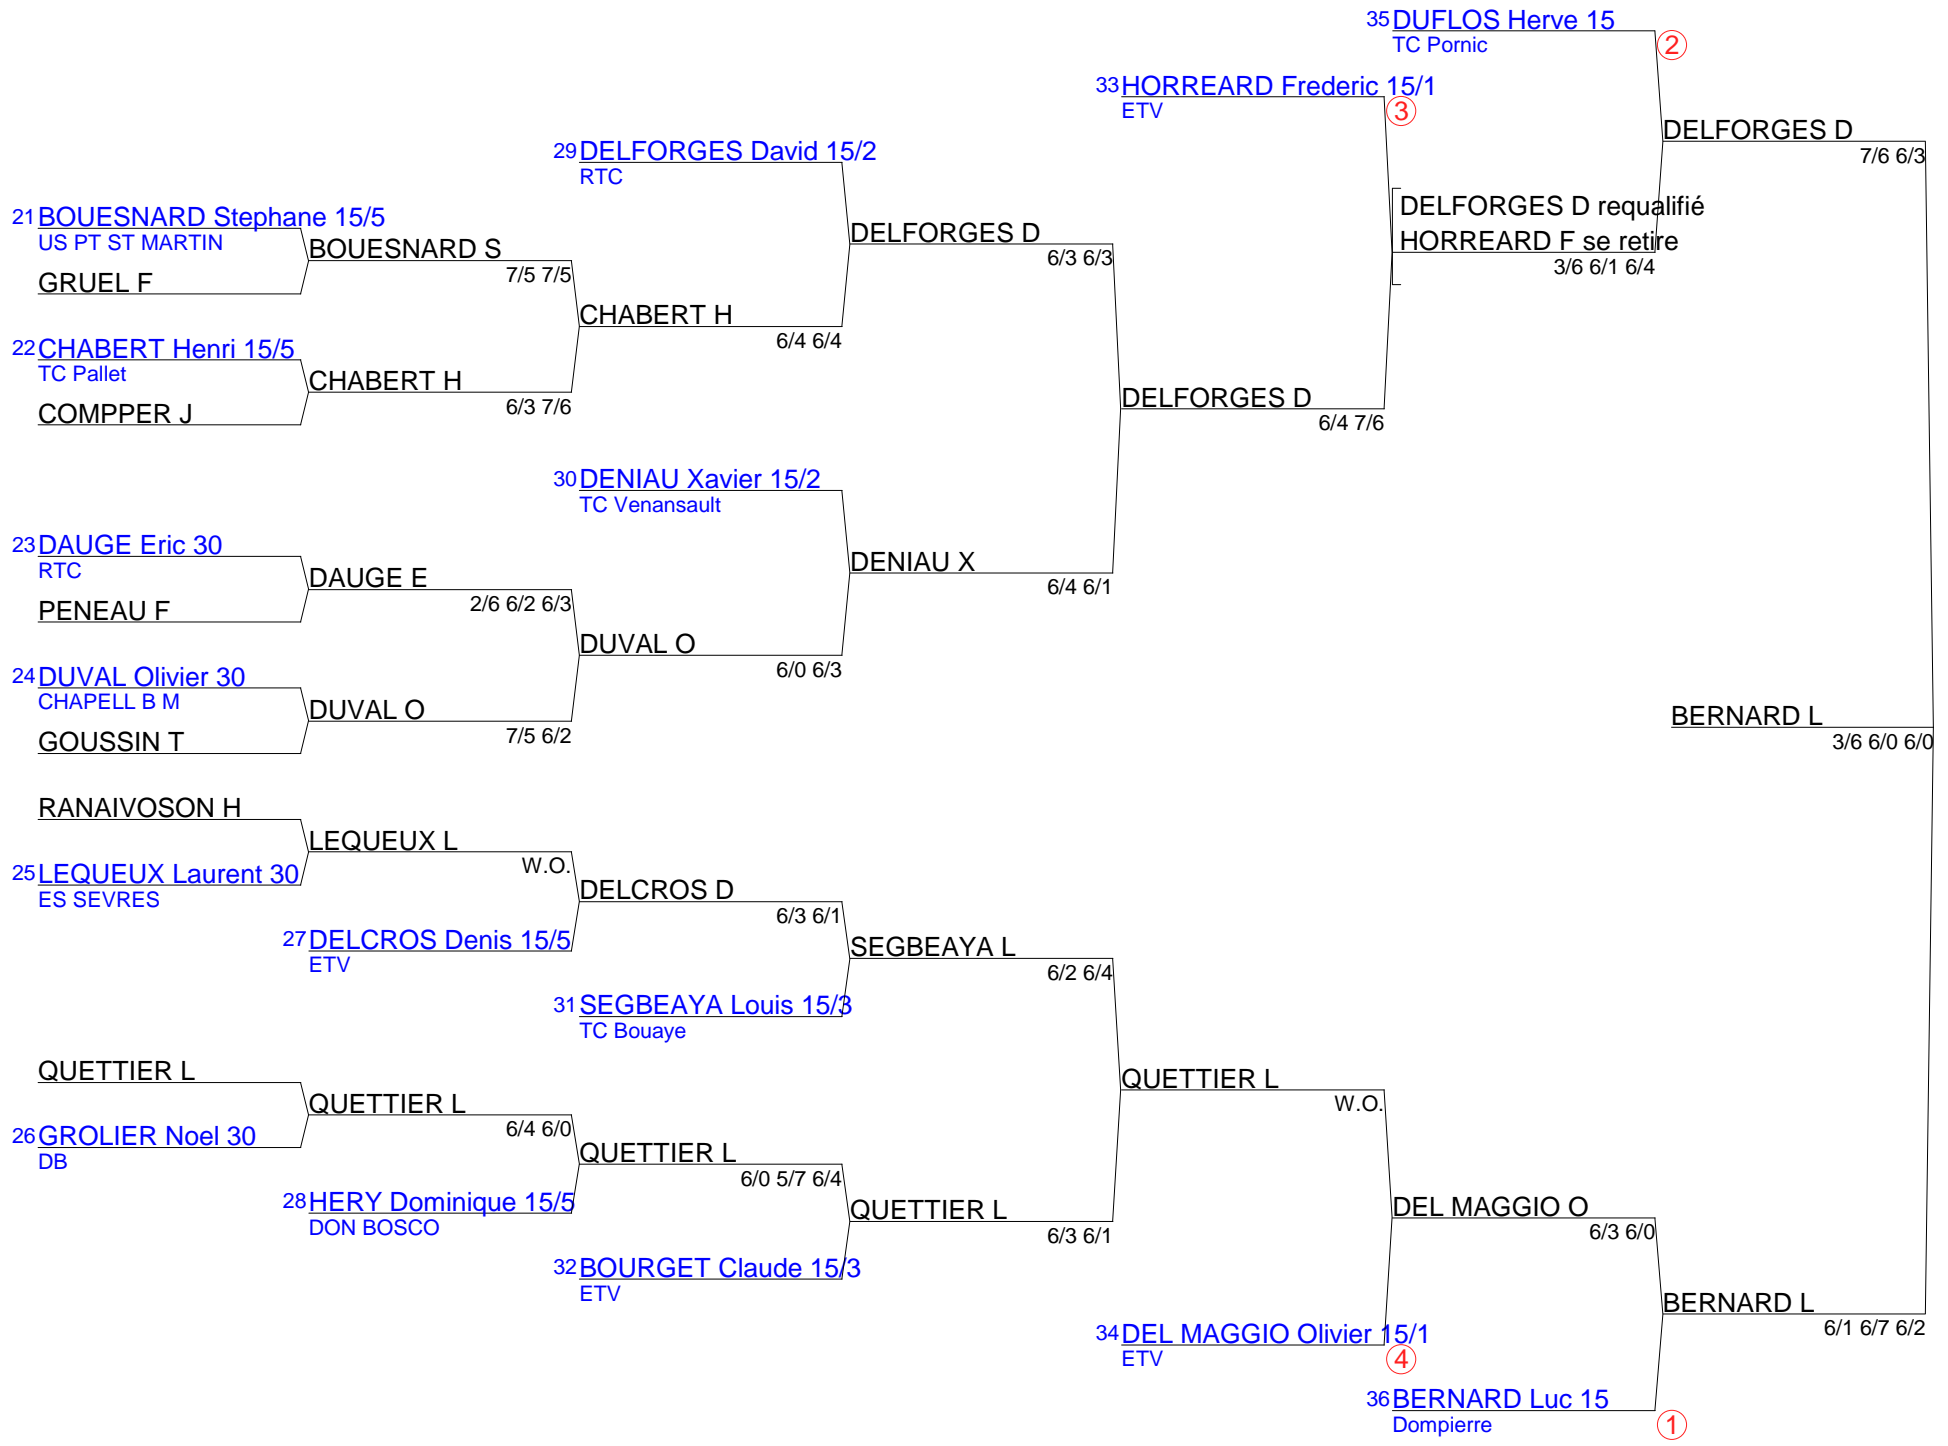 35 DUFLOS Herve 15
TC Pornic
2
33 HORREARD Frederic 15/1
ETV
3
DELFORGES D
7/6 6/3
29 DELFORGES David 15/2
RTC
DELFORGES D requalifié
HORREARD F se retire
3/6 6/1 6/4
21 BOUESNARD Stephane 15/5
US PT ST MARTIN
BOUESNARD S
7/5 7/5
GRUEL F
DELFORGES D
6/3 6/3
CHABERT H
6/4 6/4
22 CHABERT Henri 15/5
TC Pallet
CHABERT H
6/3 7/6
COMPPER J
DELFORGES D
6/4 7/6
30 DENIAU Xavier 15/2
TC Venansault
23 DAUGE Eric 30
RTC
DAUGE E
2/6 6/2 6/3
PENEAU F
DENIAU X
6/4 6/1
DUVAL O
6/0 6/3
24 DUVAL Olivier 30
CHAPELL B M
DUVAL O
7/5 6/2
GOUSSIN T
BERNARD L
3/6 6/0 6/0
RANAIVOSON H
LEQUEUX L
W.O.
25 LEQUEUX Laurent 30
ES SEVRES
DELCROS D
6/3 6/1
27 DELCROS Denis 15/5
ETV
SEGBEAYA L
6/2 6/4
31 SEGBEAYA Louis 15/3
TC Bouaye
QUETTIER L
QUETTIER L
6/4 6/0
26 GROLIER Noel 30
DB
QUETTIER L
W.O.
QUETTIER L
6/0 5/7 6/4
28 HERY Dominique 15/5
DON BOSCO
QUETTIER L
6/3 6/1
32 BOURGET Claude 15/3
ETV
DEL MAGGIO O
6/3 6/0
BERNARD L
6/1 6/7 6/2
34 DEL MAGGIO Olivier 15/1
ETV
4
36 BERNARD Luc 15
Dompierre
1